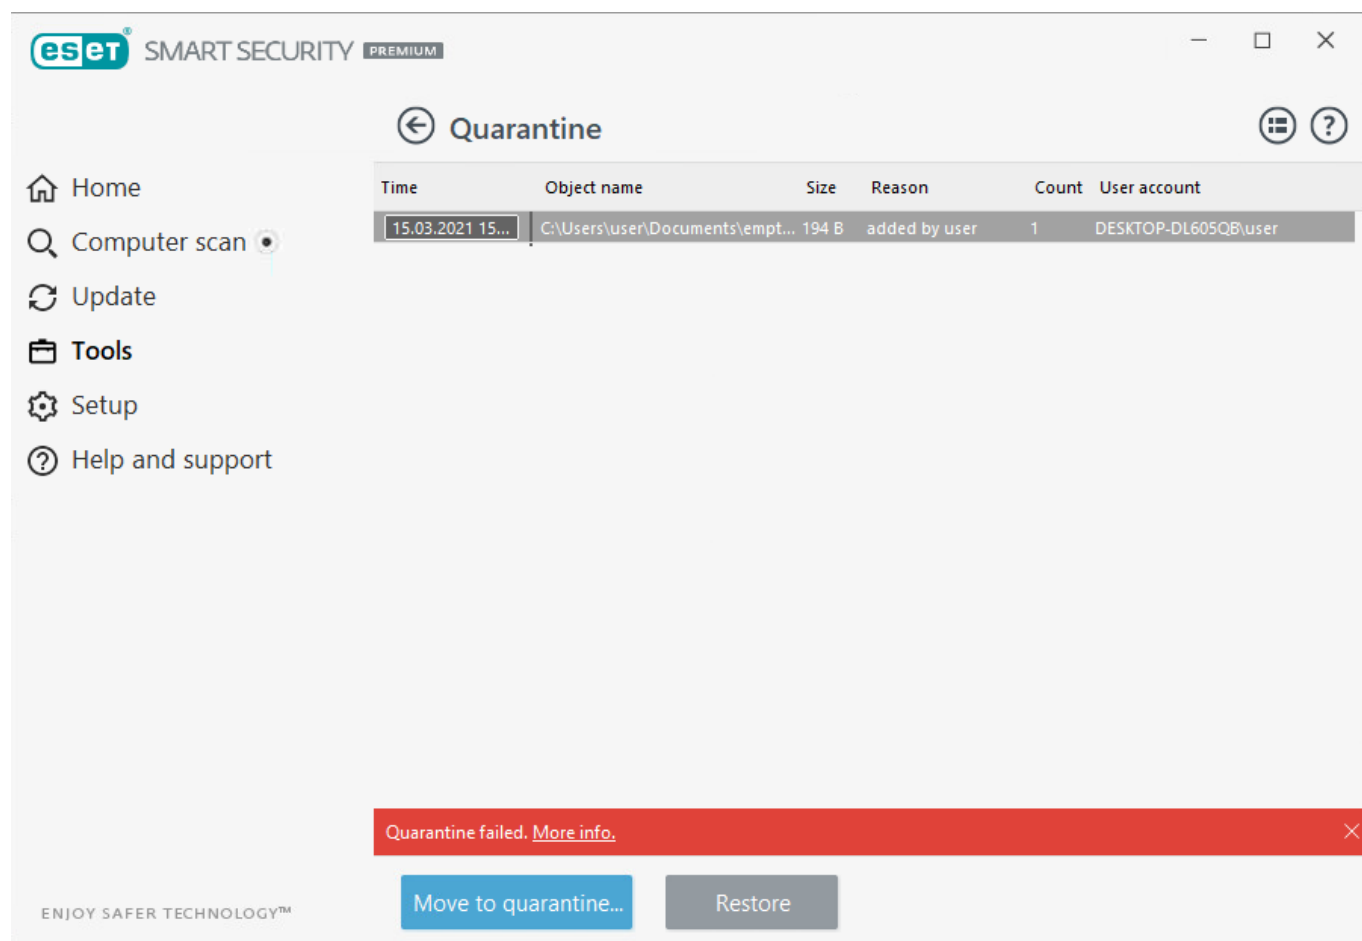 eset® SMART SECURITY PREMIUM
Quarantine
Home
Computer scan
Update
Tools
Setup
Help and support
Time Object name Size Reason Count User account
15.03.2021 15... C:\Users\user\Documents\empt... 194 B added by user 1 DESKTOP-DL605QB\user
Quarantine failed. More info.
Move to quarantine... Restore
ENJOY SAFER TECHNOLOGY™